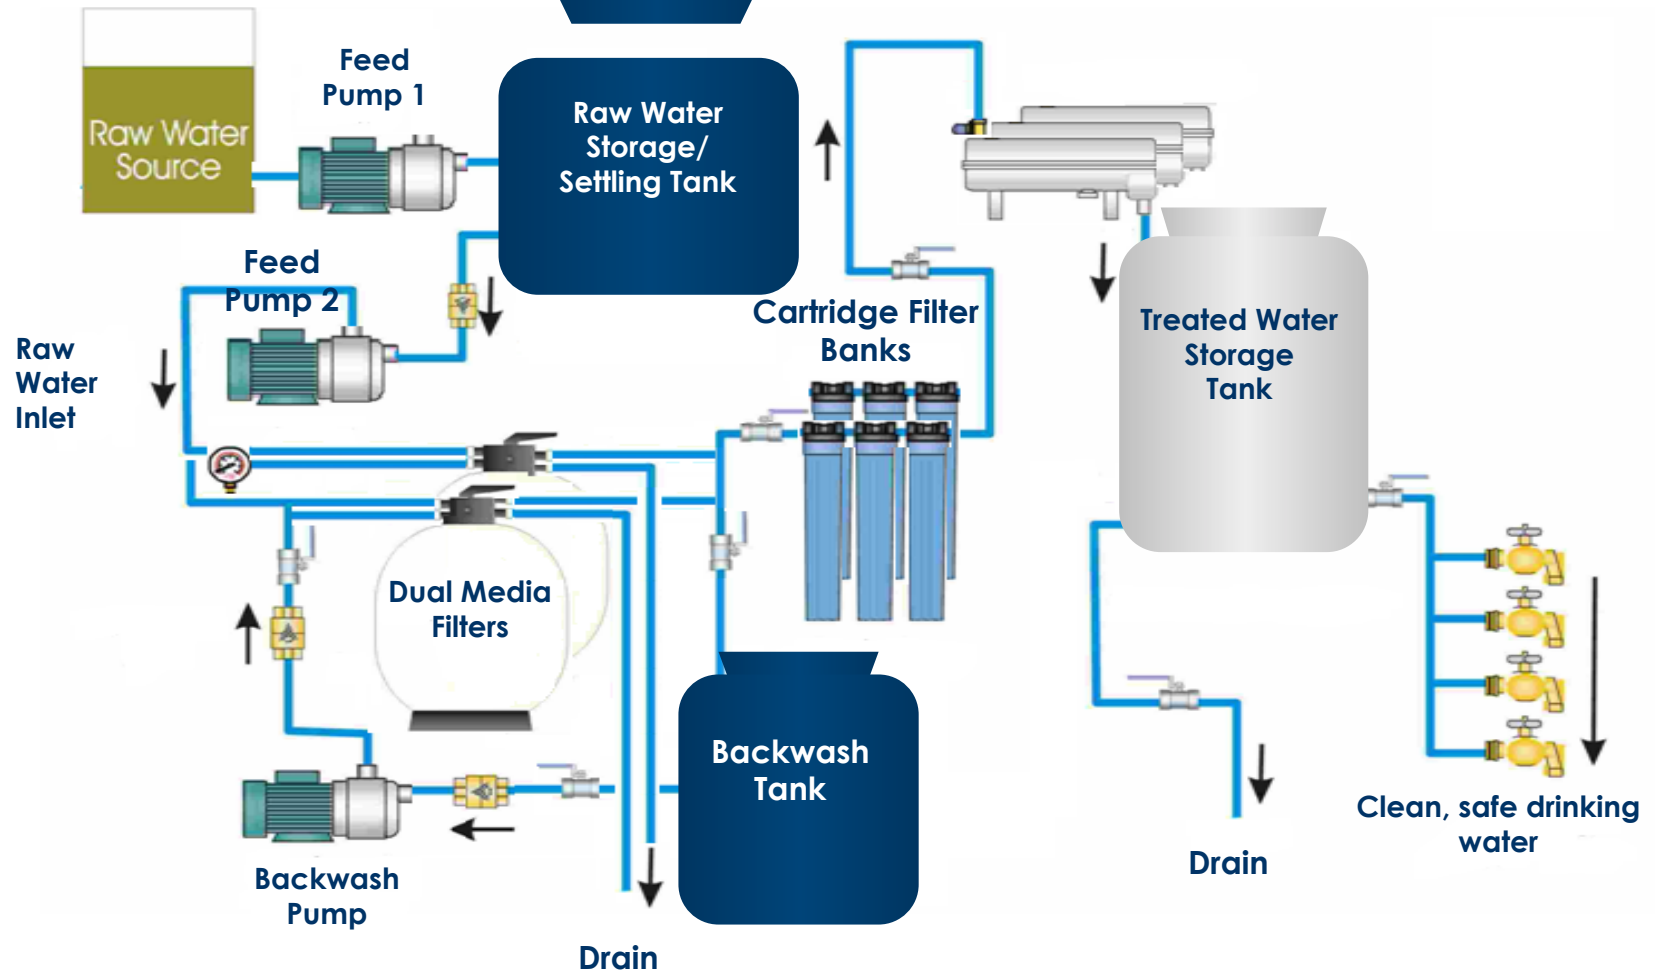 Feed
Pump 1
Raw Water
Source
Raw Water
Storage/
Settling Tank
Feed
Pump 2
Cartridge Filter
Banks
Treated Water
Storage
Tank
Raw
Water
Inlet
Dual Media
Filters
Backwash
Tank
Clean, safe drinking
water
Drain
Backwash
Pump
Drain